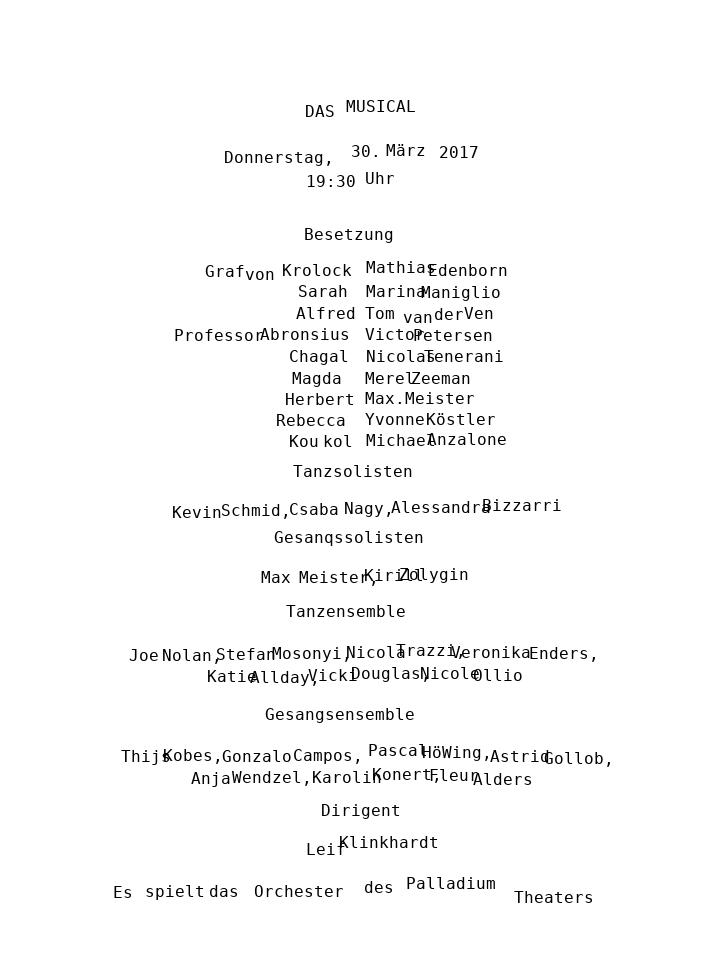 DAS MUSICAL
Donnerstag, 30. März 2017
19:30 Uhr
Besetzung
Graf von Krolock Mathias Edenborn
Sarah Marina Maniglio
Alfred Tom van der Ven
Professor Abronsius Victor Petersen
Chagal Nicolas Tenerani
Magda Merel Zeeman
Herbert Max.Meister
Rebecca Yvonne Köstler
Kou kol Michael Anzalone
Tanzsolisten
Kevin Schmid, Csaba Nagy, Alessandra Bizzarri
Gesanqssolisten
Max Meister, Kirill Zolygin
Tanzensemble
Joe Nolan, Stefan Mosonyi, Nicola Trazzi, Veronika Enders,
Katie Allday, Vicki Douglas, Nicole Ollio
Gesangsensemble
Thijs Kobes, Gonzalo Campos, Pascal HöWing, Astrid Gollob,
Anja Wendzel, Karolin Konert, Fleur Alders
Dirigent
Leif Klinkhardt
Es spielt das Orchester des Palladium Theaters